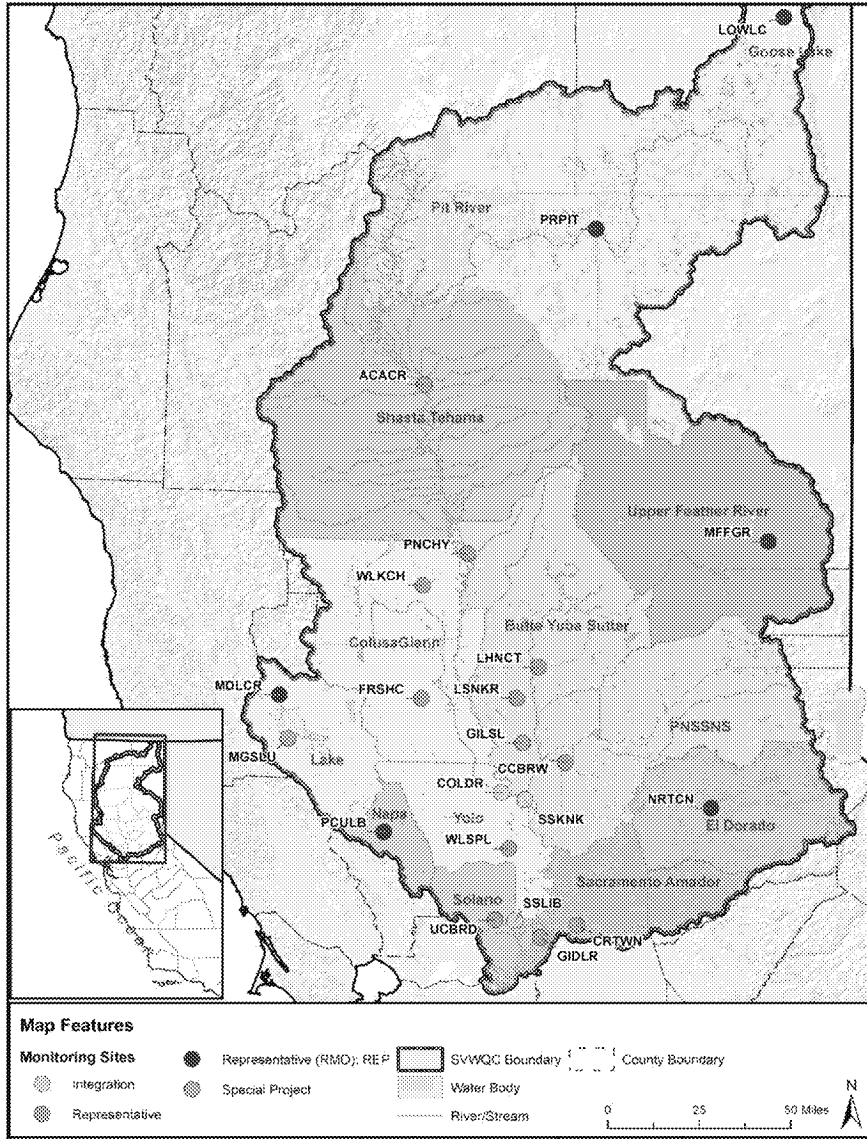 LOWLC
Goose Lake
Pit River
PRPIT
ACACR
Shasta Tehama
Upper Feather River
MFFGR
PNCHY
WLKCH
Butte Yuba Sutter
ColusaGlenn
LHNCT
MDLCR
FRSHC
LSNKR
PNSSNS
GILSL
MGSLU
Lake
CCBRW
COLDR
NRTCN
SSKNK
Napa
Yolo
El Dorado
PCULB
WLSPL
Sacramento Amador
Solano
SSLIB
UCBRD
CRTWN
GIDLR
Pacific Ocean
Map Features
Monitoring Sites
Integration
Representative
Representative (RMO): REP
Special Project
SVWQC Boundary
Water Body
River/Stream
County Boundary
N
0 25 50 Miles